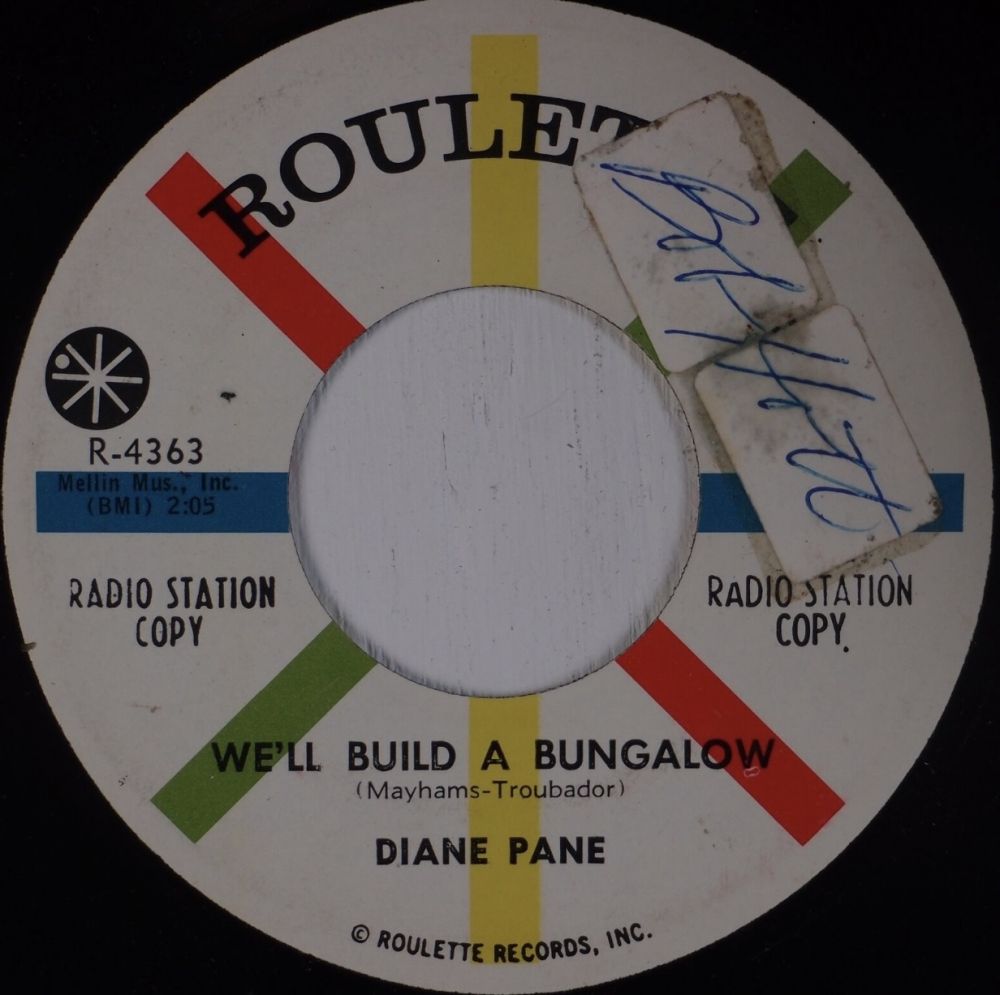 ROULET
R-4363
Mellin Mus., Inc.
(BMI) 2:05
RADIO STATION
COPY
RADIO STATION
COPY.
WE'LL BUILD A BUNGALOW
(Mayhams-Troubador)
DIANE PANE
© ROULETTE RECORDS, INC.